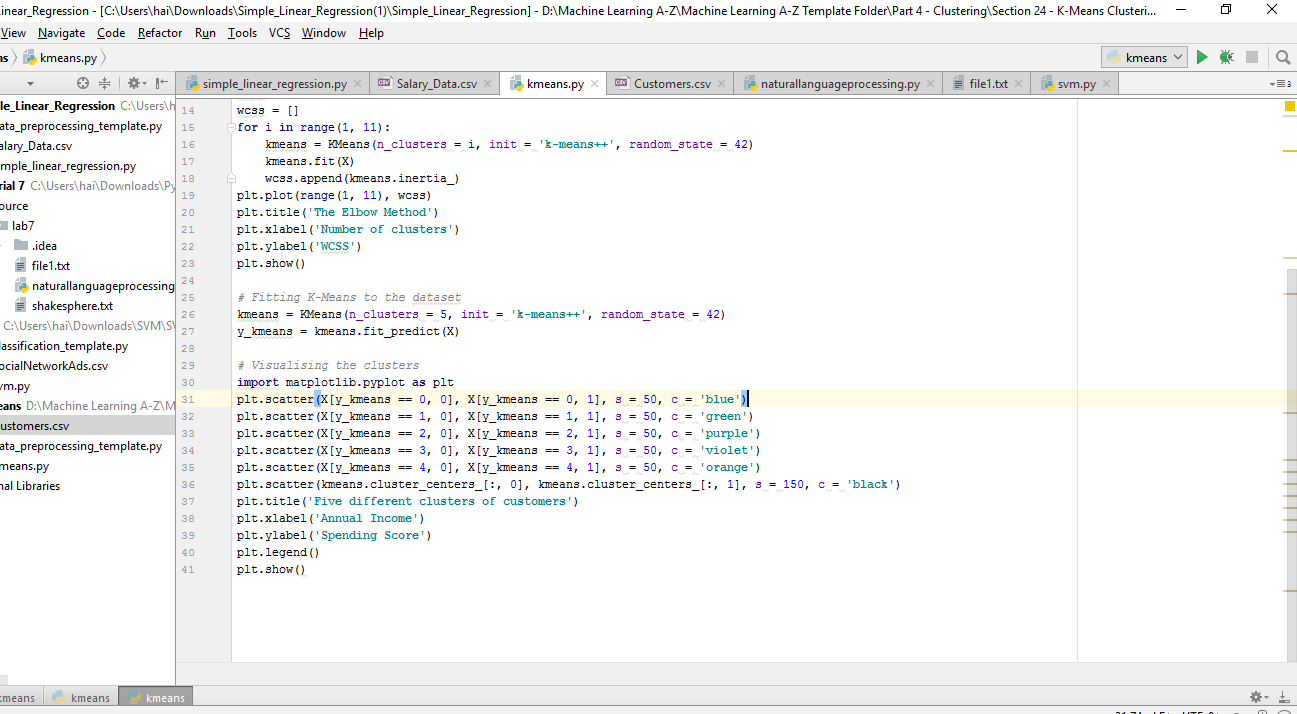 inear_Regression - [C:\Users\hai\Downloads\Simple_Linear_Regression(1)\Simple_Linear_Regression] - D:\Machine Learning A-Z\Machine Learning A-Z Template Folder\Part 4 - Clustering\Section 24 - K-Means Clusteri...
View Navigate Code Refactor Run Tools VCS Window Help
ns kmeans.py kmeans
simple_linear_regression.py Salary_Data.csv kmeans.py Customers.csv naturallanguageprocessing.py file1.txt svm.py
le_Linear_Regression C:\Users\h
ata_preprocessing_template.py
alary_Data.csv
mple_linear_regression.py
rial 7 C:\Users\hai\Downloads\Py
ource
lab7
.idea
file1.txt
naturallanguageprocessing
shakesphere.txt
C:\Users\hai\Downloads\SVM\S
lassification_template.py
ocialNetworkAds.csv
vm.py
eans D:\Machine Learning A-Z\M
ustomers.csv
ata_preprocessing_template.py
means.py
nal Libraries
14 wcss = []
15 for i in range(1, 11):
16 kmeans = KMeans(n_clusters = i, init = 'k-means++', random_state = 42)
17 kmeans.fit(X)
18 wcss.append(kmeans.inertia_)
19 plt.plot(range(1, 11), wcss)
20 plt.title('The Elbow Method')
21 plt.xlabel('Number of clusters')
22 plt.ylabel('WCSS')
23 plt.show()
24
25 # Fitting K-Means to the dataset
26 kmeans = KMeans(n_clusters = 5, init = 'k-means++', random_state = 42)
27 y_kmeans = kmeans.fit_predict(X)
28
29 # Visualising the clusters
30 import matplotlib.pyplot as plt
31 plt.scatter(X[y_kmeans == 0, 0], X[y_kmeans == 0, 1], s = 50, c = 'blue')
32 plt.scatter(X[y_kmeans == 1, 0], X[y_kmeans == 1, 1], s = 50, c = 'green')
33 plt.scatter(X[y_kmeans == 2, 0], X[y_kmeans == 2, 1], s = 50, c = 'purple')
34 plt.scatter(X[y_kmeans == 3, 0], X[y_kmeans == 3, 1], s = 50, c = 'violet')
35 plt.scatter(X[y_kmeans == 4, 0], X[y_kmeans == 4, 1], s = 50, c = 'orange')
36 plt.scatter(kmeans.cluster_centers_[:, 0], kmeans.cluster_centers_[:, 1], s = 150, c = 'black')
37 plt.title('Five different clusters of customers')
38 plt.xlabel('Annual Income')
39 plt.ylabel('Spending Score')
40 plt.legend()
41 plt.show()
kmeans kmeans kmeans